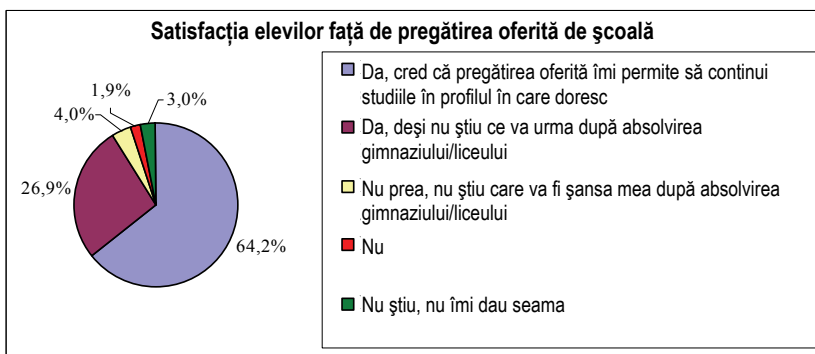 Satisfacția elevilor față de pregătirea oferită de şcoală
1,9%
3,0%
4,0%
26,9%
64,2%
Da, cred că pregătirea oferită îmi permite să continui
studiile în profilul în care doresc
Da, deşi nu ştiu ce va urma după absolvirea
gimnaziului/liceului
Nu prea, nu ştiu care va fi şansa mea după absolvirea
gimnaziului/liceului
Nu
Nu ştiu, nu îmi dau seama